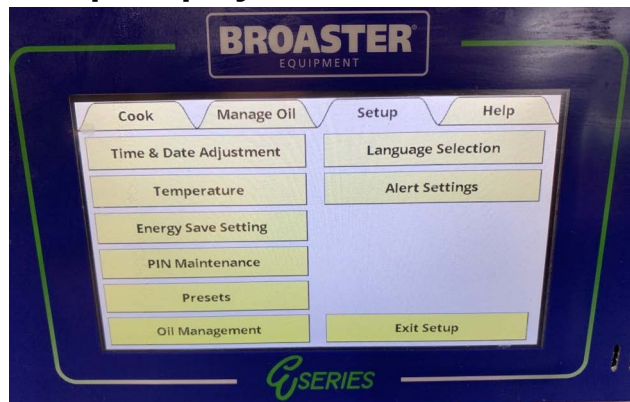 BROASTER
EQUIPMENT
Cook
Manage Oil
Setup
Help
Time & Date Adjustment
Language Selection
Temperature
Alert Settings
Energy Save Setting
PIN Maintenance
Presets
Oil Management
Exit Setup
E SERIES